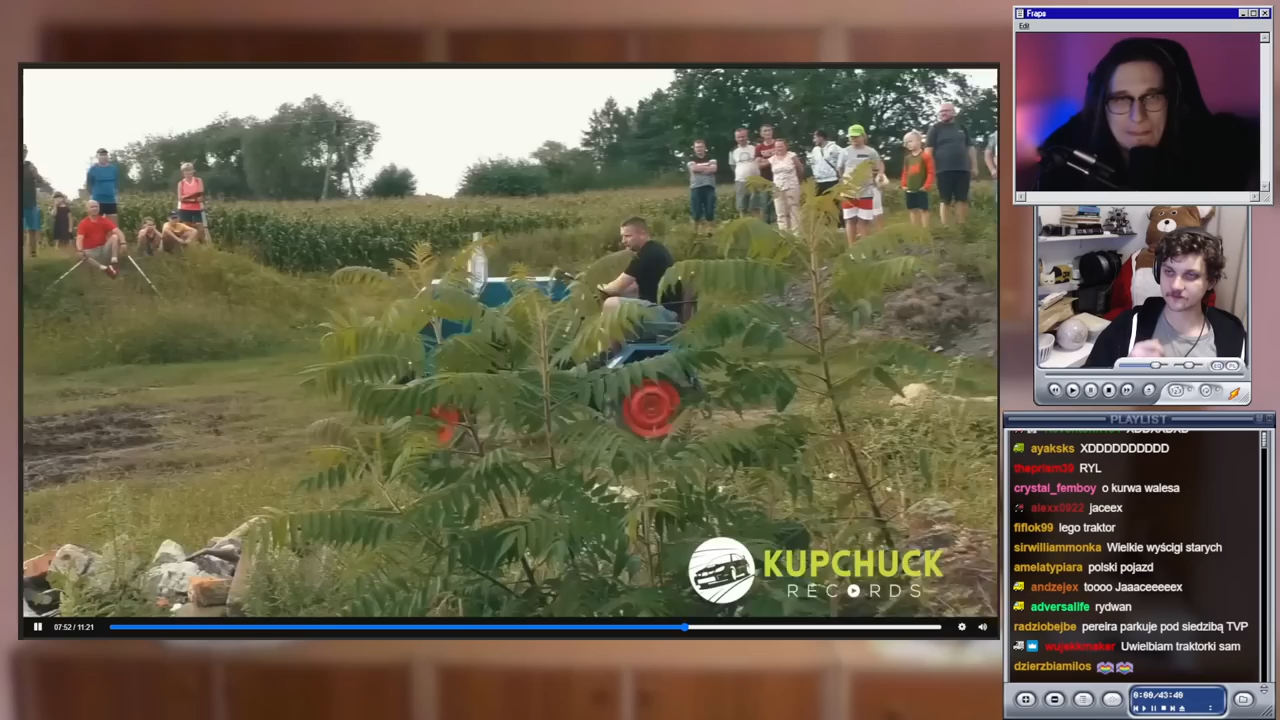 Fraps
Edit
KUPCHUCK
RECORDS
07:52 / 11:21
PLAYLIST
ayaksks XDDDDDDDDDD
thepriam39 RYL
crystal_femboy o kurwa walesa
alexx0922 jaceex
fiflok99 lego traktor
sirwilliammonka Wielkie wyścigi starych
amelatypiara polski pojazd
andzejex toooo Jaaaceeeeex
adversalife rydwan
radziobejbe pereira parkuje pod siedzibą TVP
wujekkmaker Uwielbiam traktorki sam
dzierzbiamilos
0:00/43:40